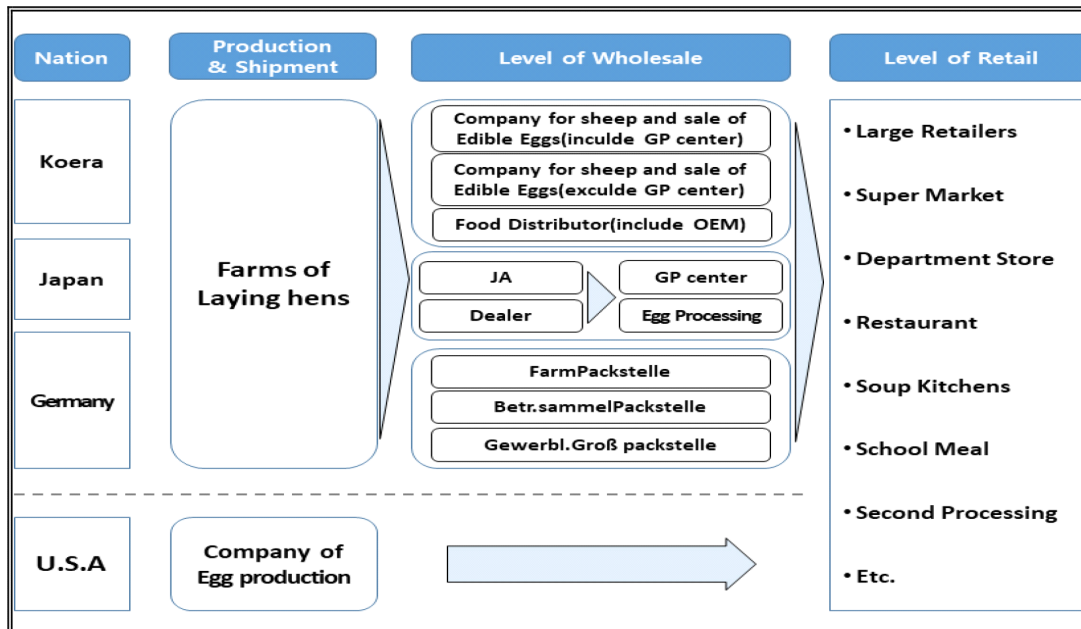 Nation
Production
& Shipment
Level of Wholesale
Level of Retail
Koera
Japan
Germany
Farms of
Laying hens
Company for sheep and sale of
Edible Eggs(inculde GP center)
Company for sheep and sale of
Edible Eggs(exculde GP center)
Food Distributor(include OEM)
JA
Dealer
GP center
Egg Processing
FarmPackstelle
Betr.sammelPackstelle
Gewerbl.Groß packstelle
• Large Retailers
• Super Market
• Department Store
• Restaurant
• Soup Kitchens
• School Meal
• Second Processing
• Etc.
U.S.A
Company of
Egg production